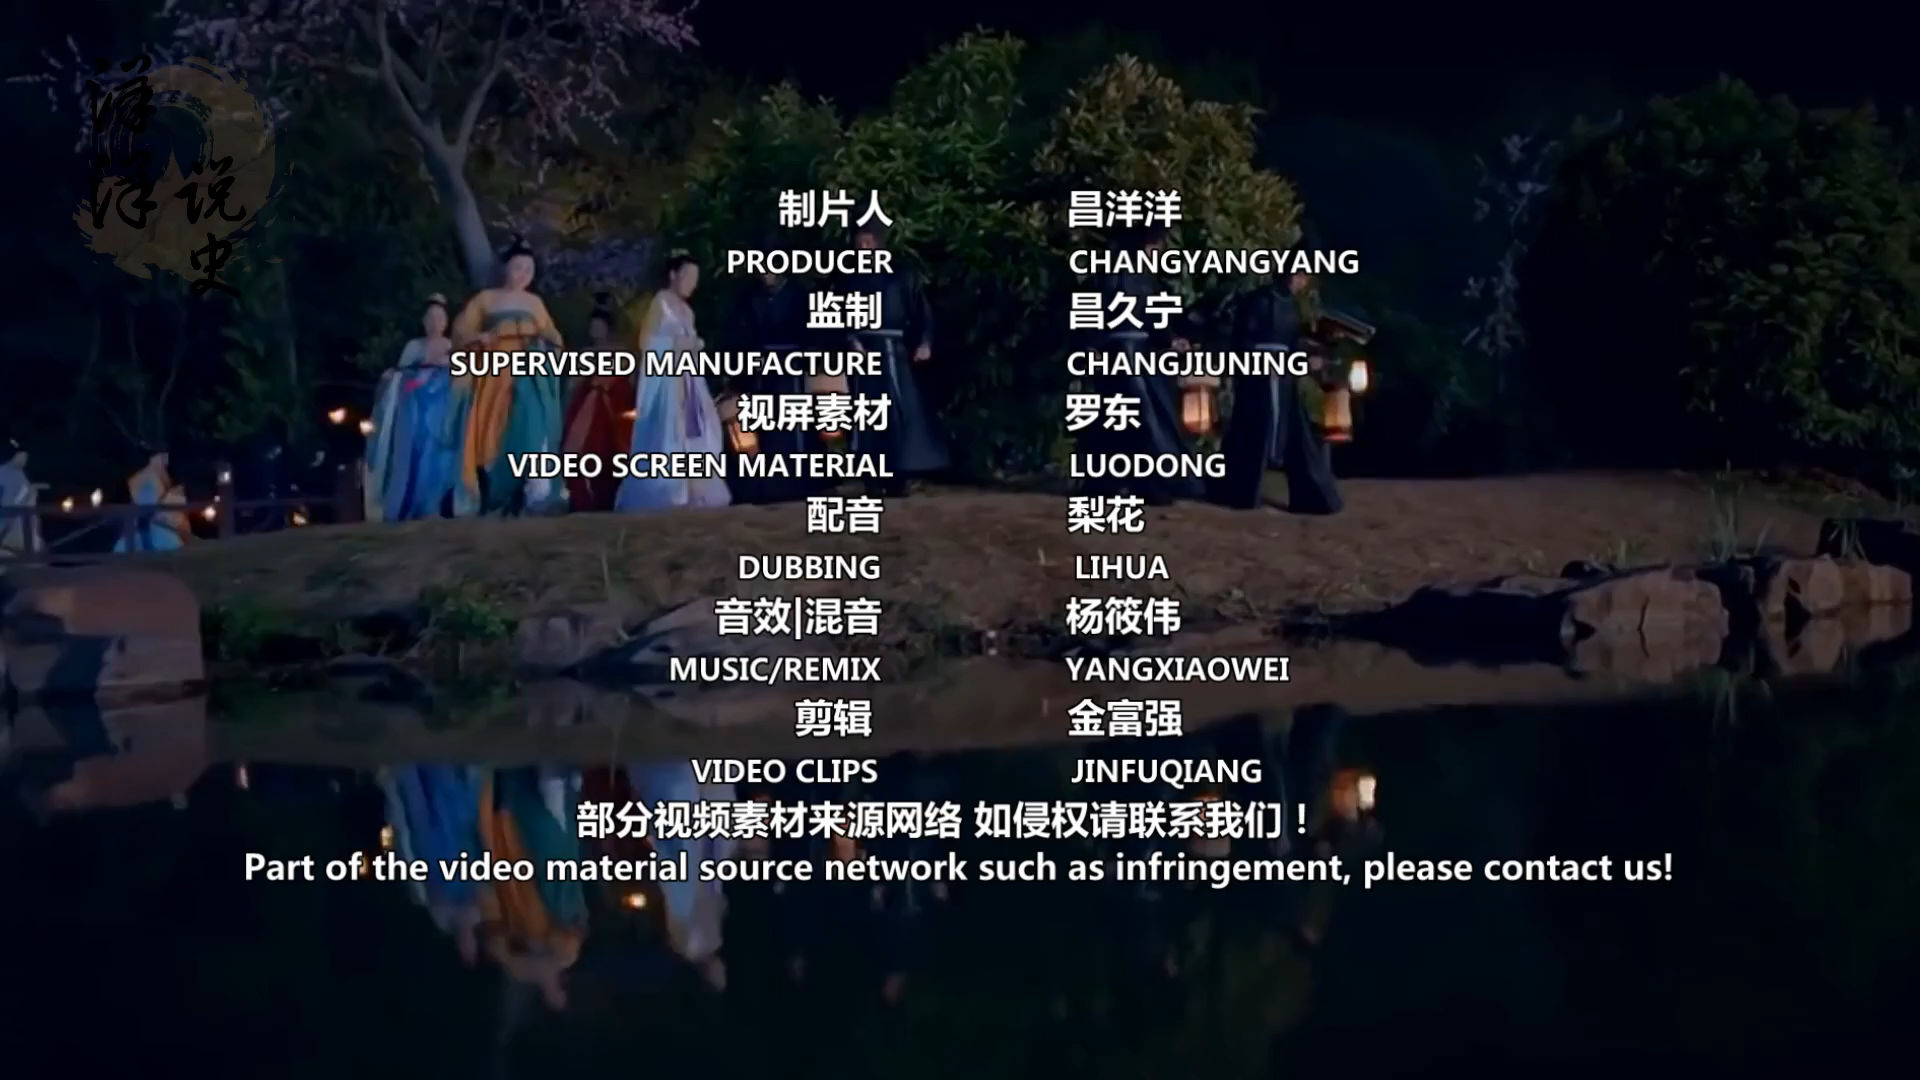 洋洋说史
制片人 昌洋洋
PRODUCER CHANGYANGYANG
监制 昌久宁
SUPERVISED MANUFACTURE CHANGJIUNING
视屏素材 罗东
VIDEO SCREEN MATERIAL LUODONG
配音 梨花
DUBBING LIHUA
音效|混音 杨筱伟
MUSIC/REMIX YANGXIAOWEI
剪辑 金富强
VIDEO CLIPS JINFUQIANG
部分视频素材来源网络 如侵权请联系我们！
Part of the video material source network such as infringement, please contact us!